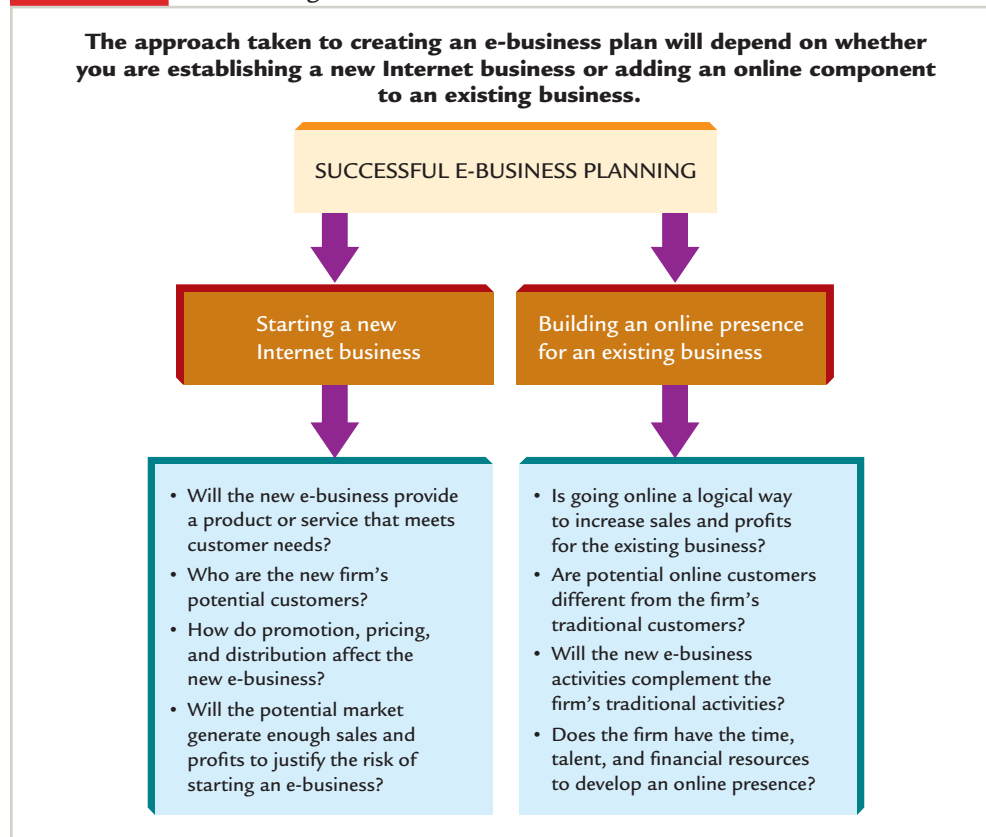 The approach taken to creating an e-business plan will depend on whether
you are establishing a new Internet business or adding an online component
to an existing business.
SUCCESSFUL E-BUSINESS PLANNING
Starting a new
Internet business
Building an online presence
for an existing business
• Will the new e-business provide
a product or service that meets
customer needs?
• Who are the new firm's
potential customers?
• How do promotion, pricing,
and distribution affect the
new e-business?
• Will the potential market
generate enough sales and
profits to justify the risk of
starting an e-business?
• Is going online a logical way
to increase sales and profits
for the existing business?
• Are potential online customers
different from the firm's
traditional customers?
• Will the new e-business
activities complement the
firm's traditional activities?
• Does the firm have the time,
talent, and financial resources
to develop an online presence?